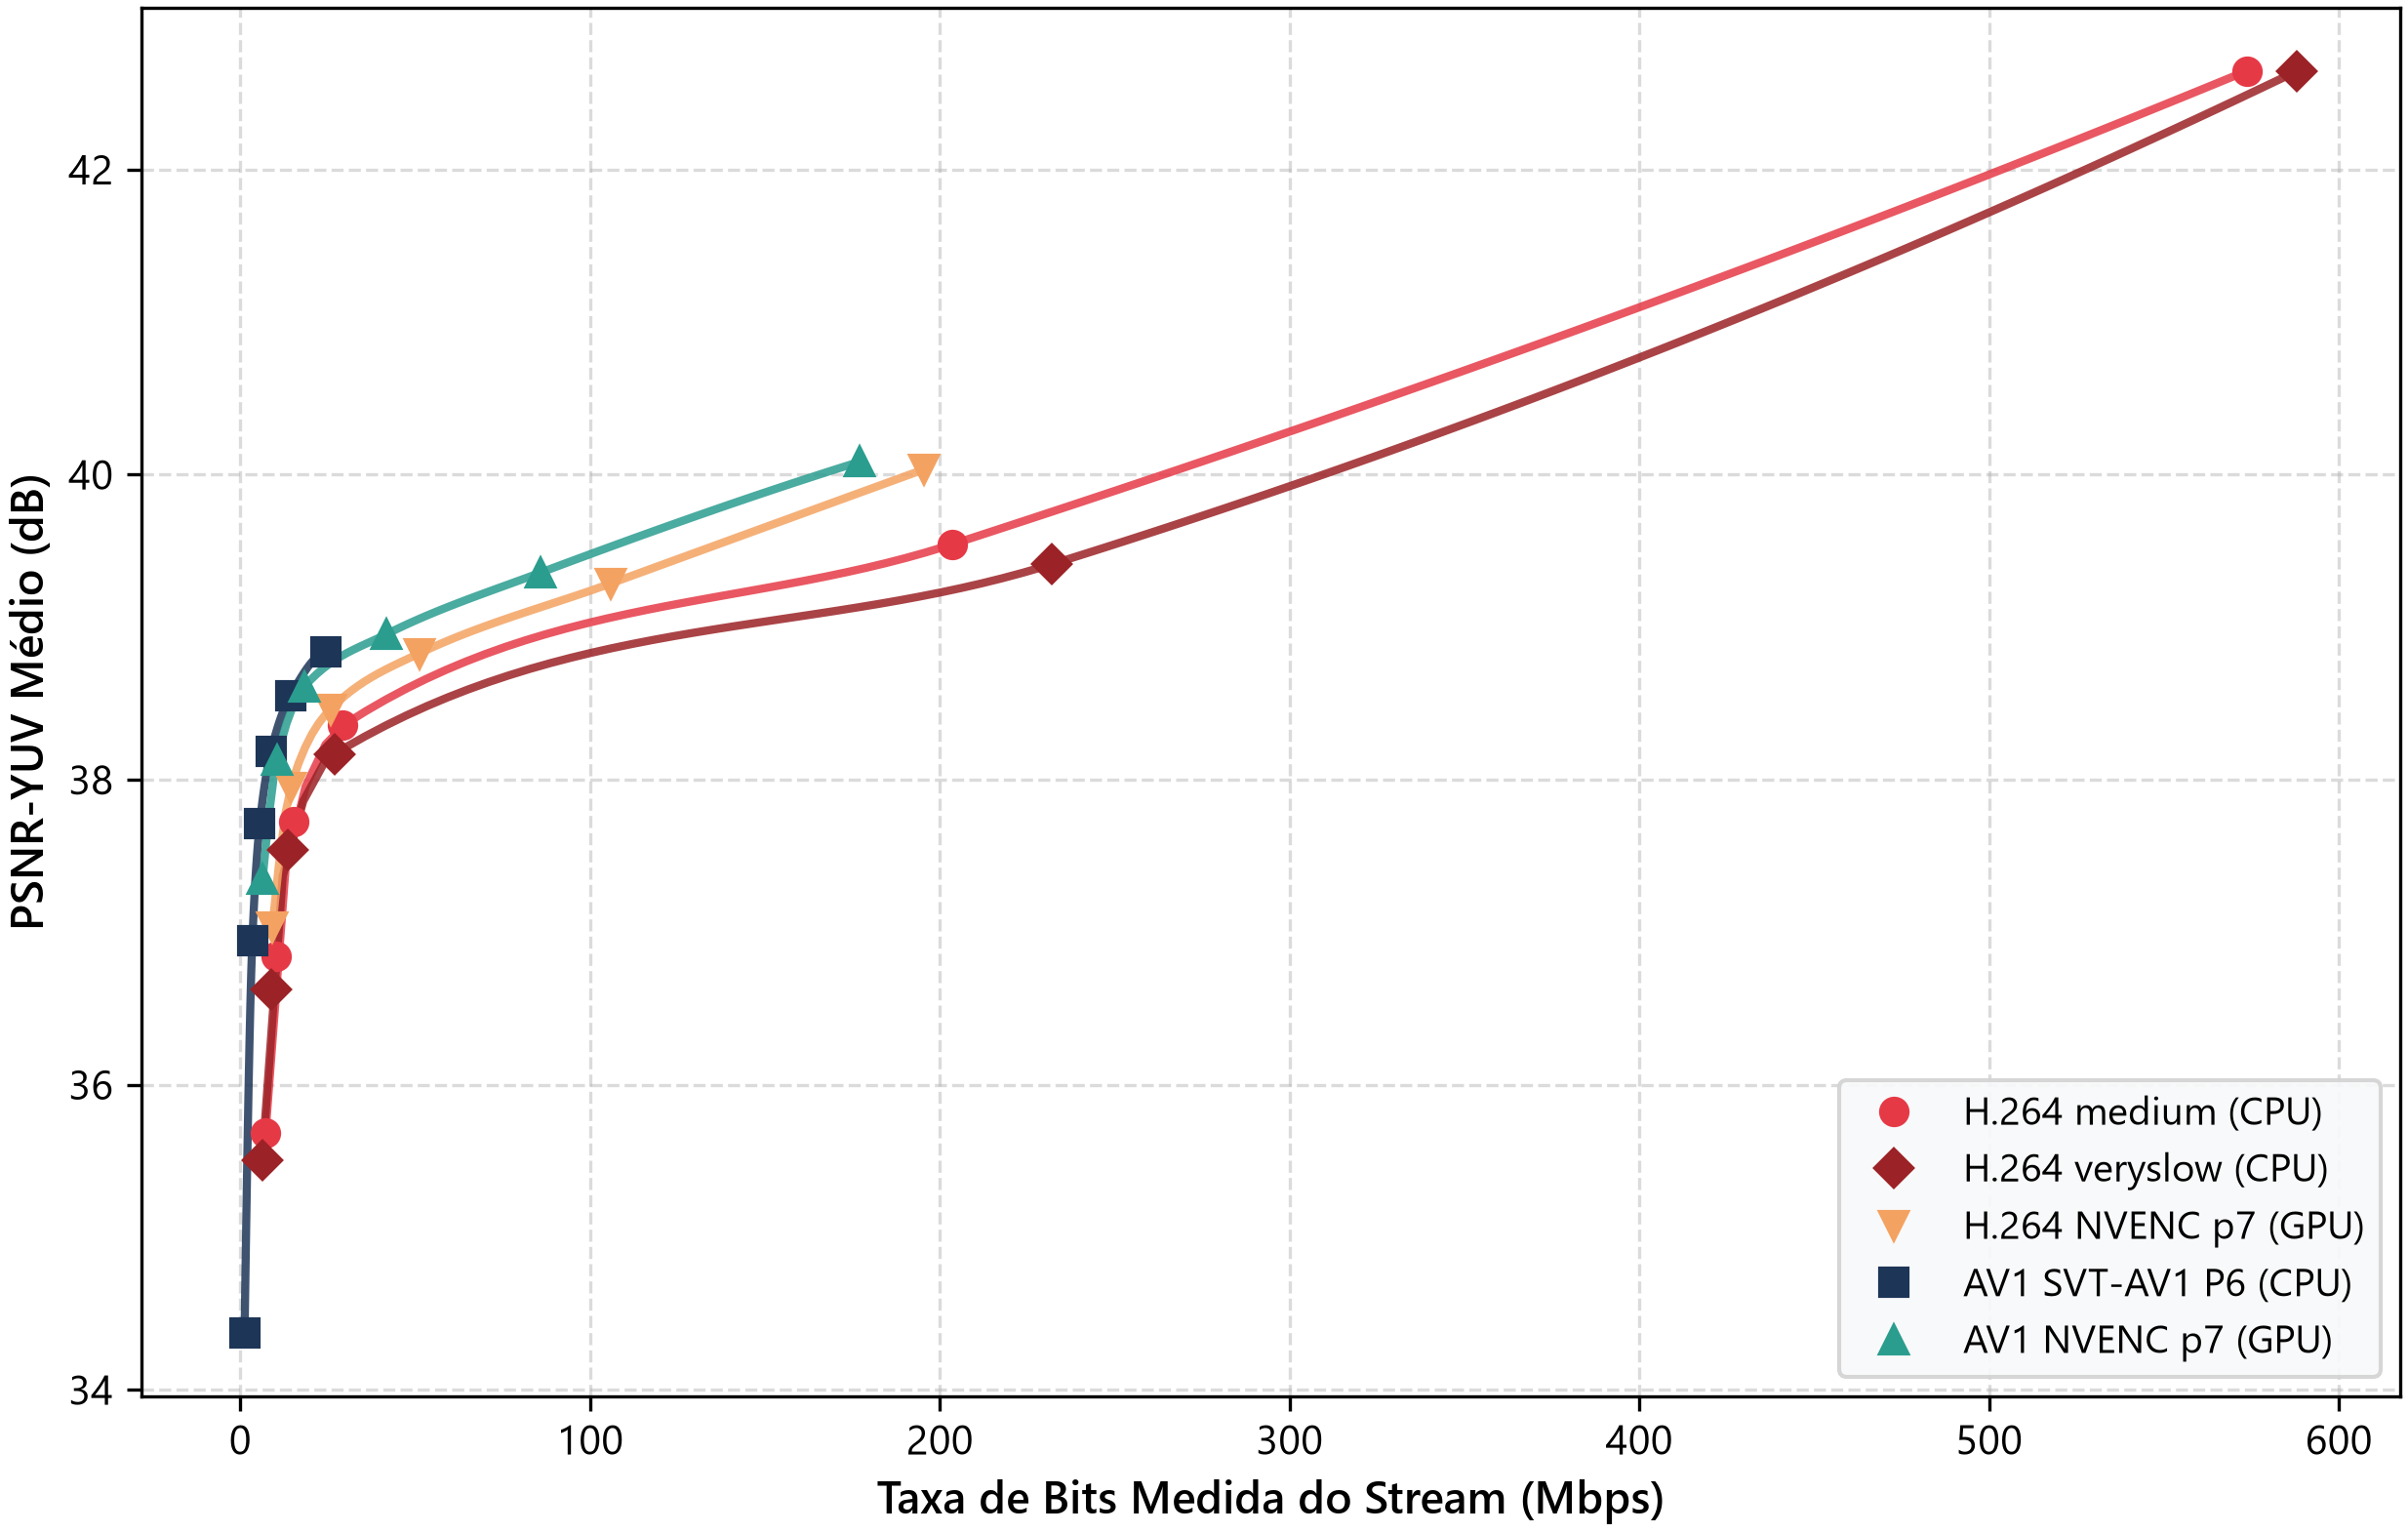 PSNR-YUV Médio (dB)
42
40
38
36
34
0 100 200 300 400 500 600
Taxa de Bits Medida do Stream (Mbps)
H.264 medium (CPU)
H.264 veryslow (CPU)
H.264 NVENC p7 (GPU)
AV1 SVT-AV1 P6 (CPU)
AV1 NVENC p7 (GPU)